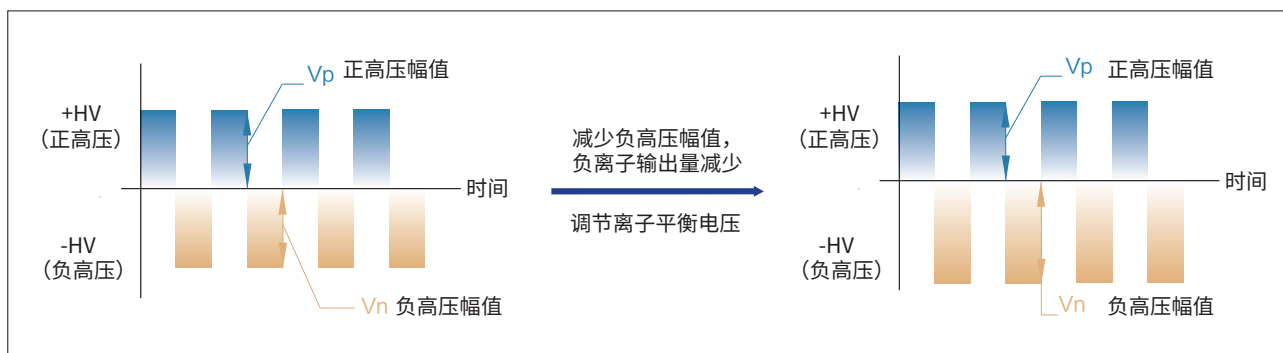 Vp 正高压幅值
+HV
（正高压）
时间
-HV
（负高压）
Vn 负高压幅值
减少负高压幅值，
负离子输出量减少
调节离子平衡电压
Vp 正高压幅值
+HV
（正高压）
时间
-HV
（负高压）
Vn 负高压幅值